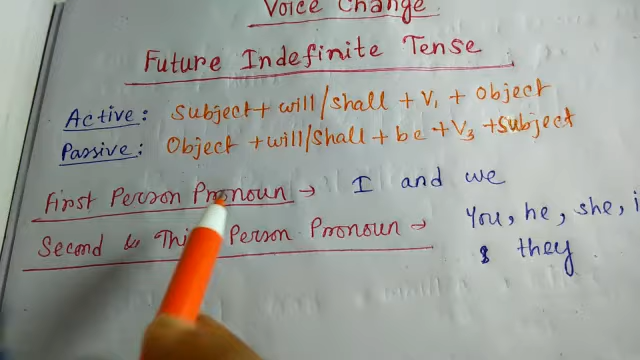 Voice Change
Future Indefinite Tense
Active: Subject + will/shall + V1 + Object
Passive: Object + will/shall + be + V3 + Subject
First Person Pronoun → I and we
Second & Person Pronoun → You, he, she,
& they